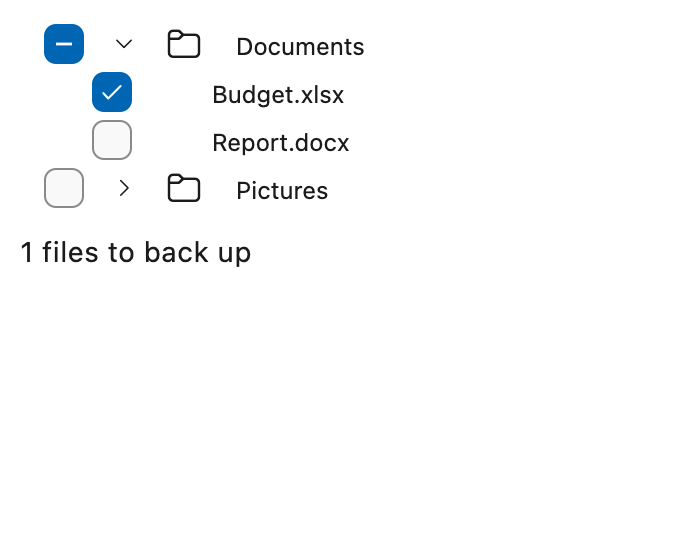 Documents
Budget.xlsx
Report.docx
Pictures
1 files to back up